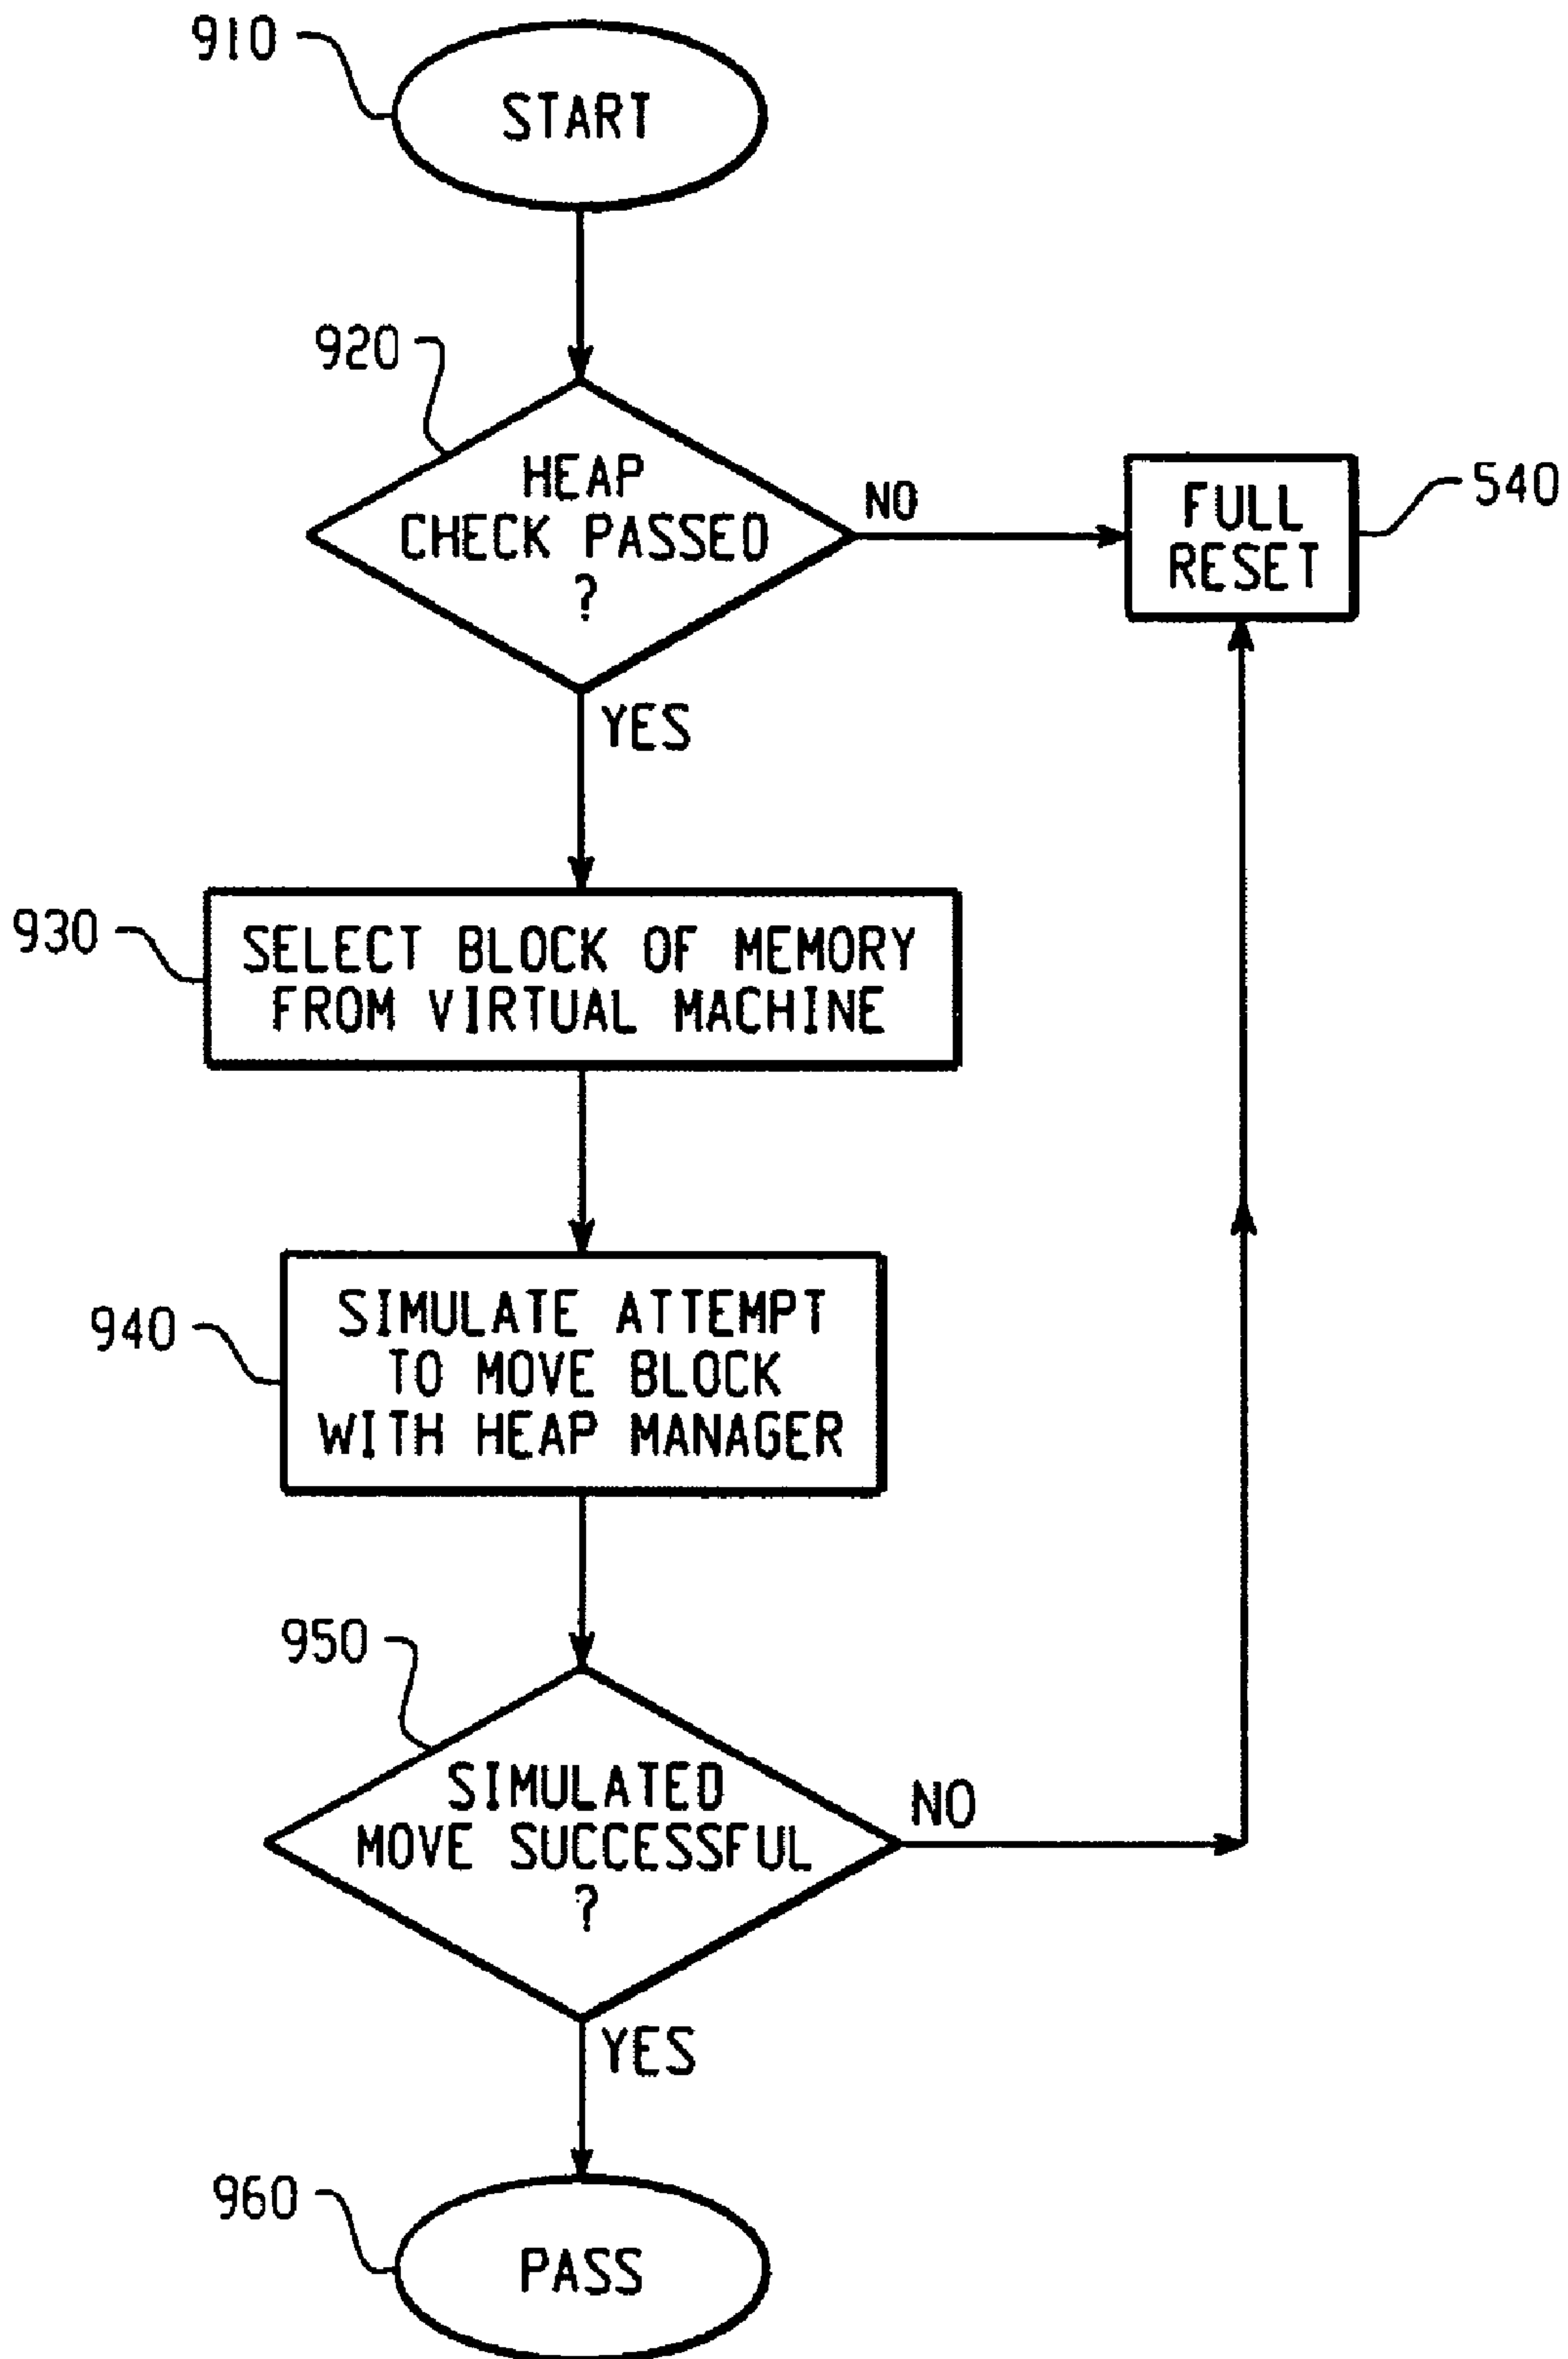 910
START
920
HEAP
CHECK PASSED
?
NO
FULL
RESET
540
YES
930
SELECT BLOCK OF MEMORY
FROM VIRTUAL MACHINE
940
SIMULATE ATTEMPT
TO MOVE BLOCK
WITH HEAP MANAGER
950
SIMULATED
MOVE SUCCESSFUL
?
NO
YES
960
PASS